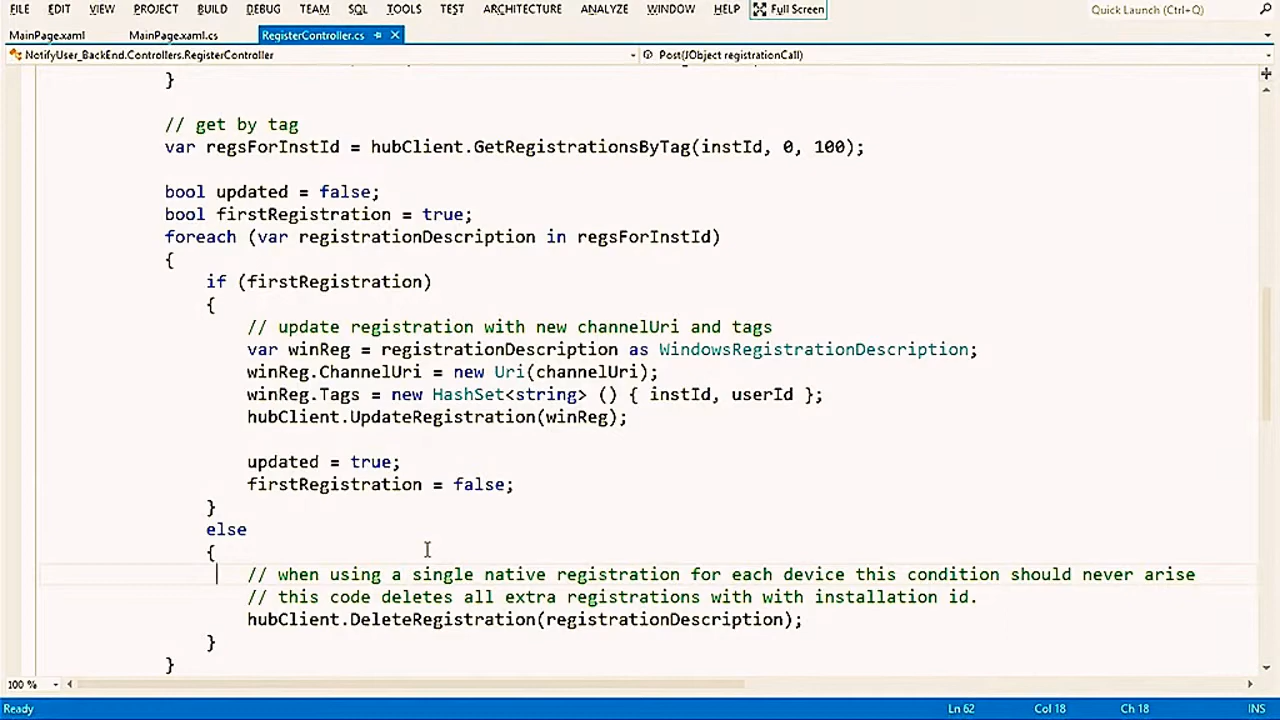 FILE EDIT VIEW PROJECT BUILD DEBUG TEAM SQL TOOLS TEST ARCHITECTURE ANALYZE WINDOW HELP Full Screen Quick Launch (Ctrl+Q)
MainPage.xaml MainPage.xaml.cs RegisterController.cs
NotifyUser_BackEnd.Controllers.RegisterController Post(JObject registrationCall)
}
// get by tag
var regsForInstId = hubClient.GetRegistrationsByTag(instId, 0, 100);
bool updated = false;
bool firstRegistration = true;
foreach (var registrationDescription in regsForInstId)
{
if (firstRegistration)
{
// update registration with new channelUri and tags
var winReg = registrationDescription as WindowsRegistrationDescription;
winReg.ChannelUri = new Uri(channelUri);
winReg.Tags = new HashSet<string> () { instId, userId };
hubClient.UpdateRegistration(winReg);
updated = true;
firstRegistration = false;
}
else
{
// when using a single native registration for each device this condition should never arise
// this code deletes all extra registrations with with installation id.
hubClient.DeleteRegistration(registrationDescription);
}
}
100 %
Ready Ln 62 Col 18 Ch 18 INS